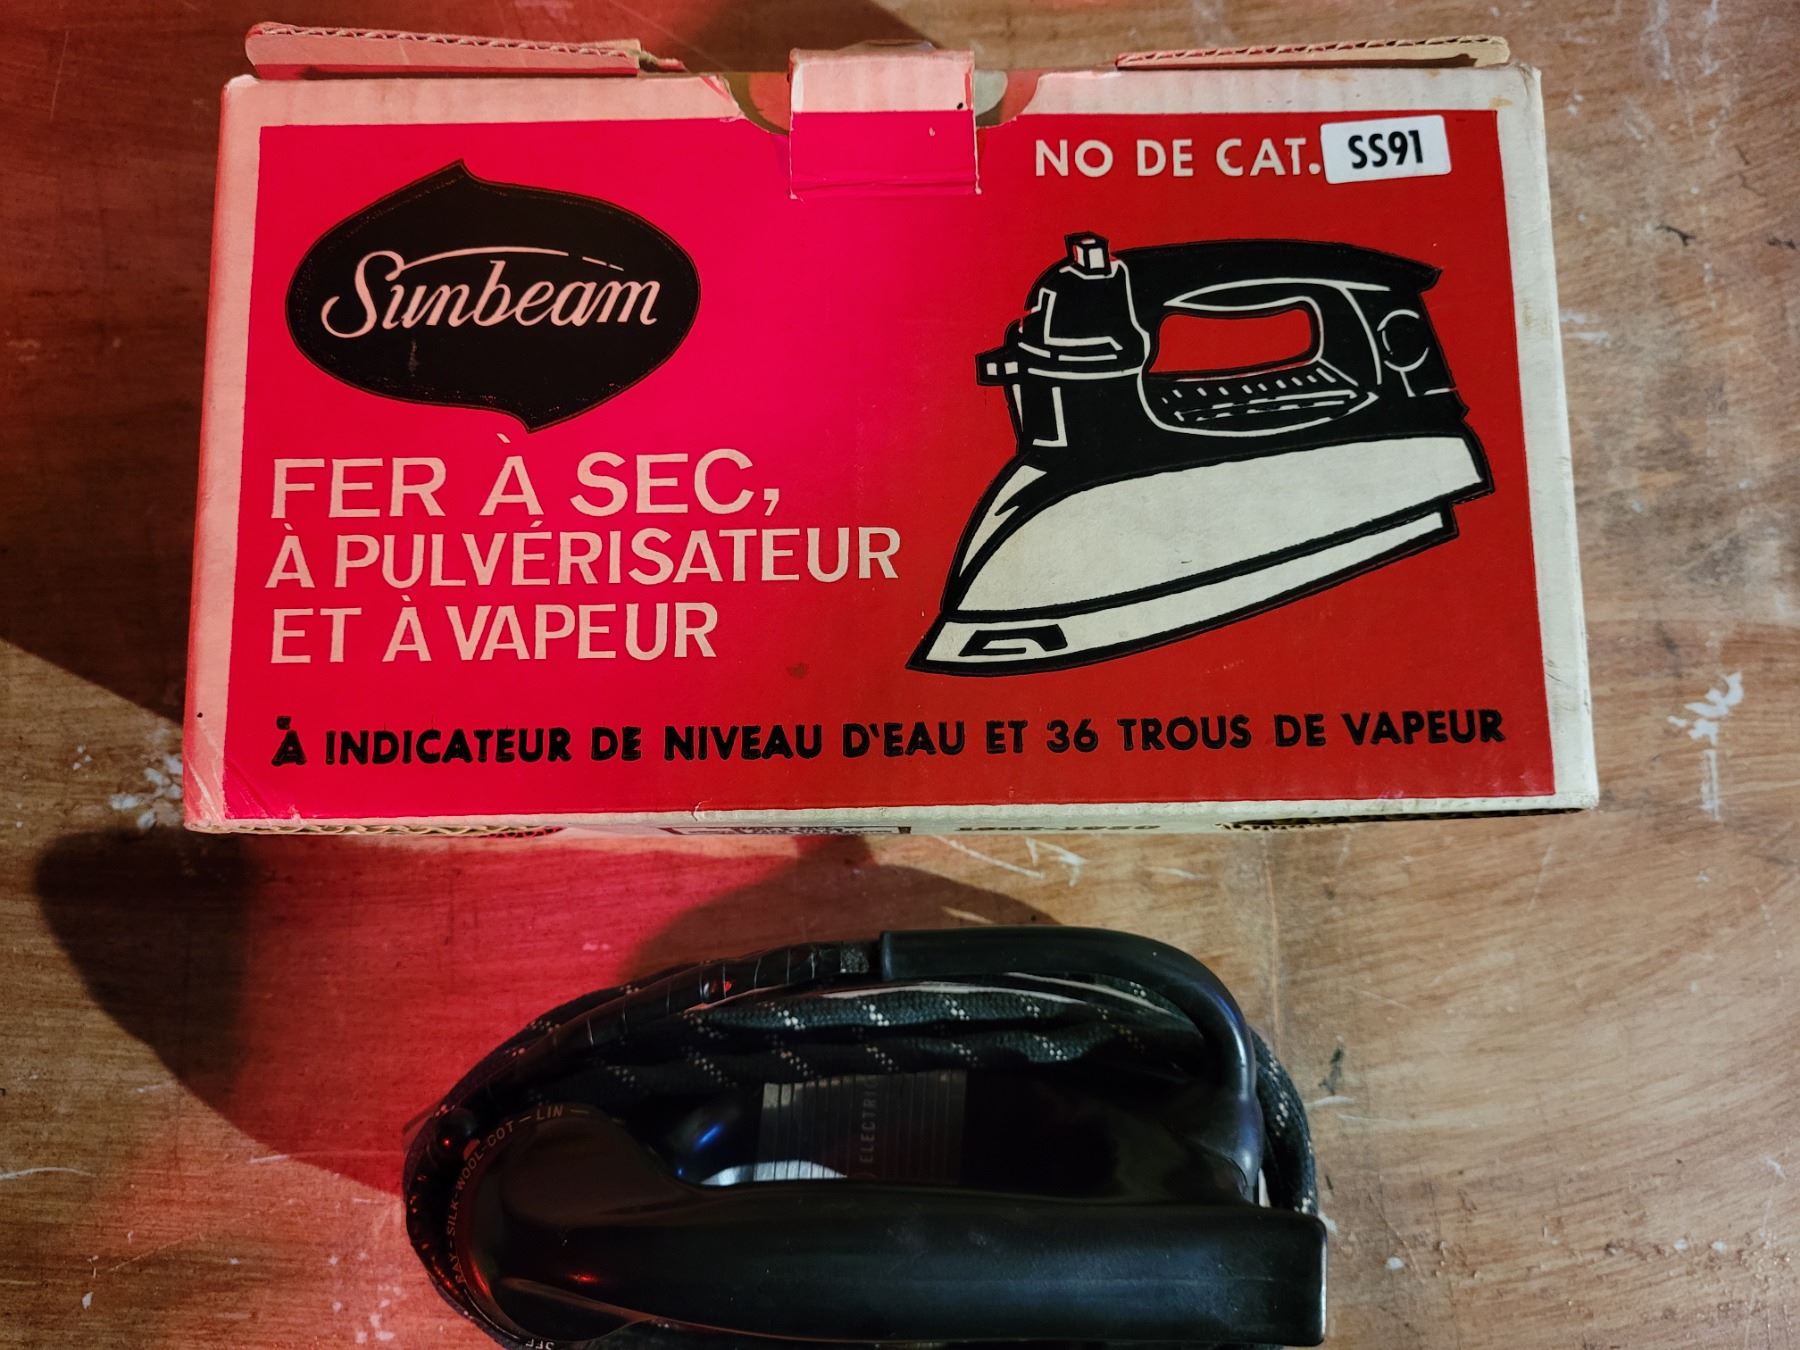 NO DE CAT. SS91
Sunbeam
FER À SEC,
À PULVÉRISATEUR
ET À VAPEUR
À INDICATEUR DE NIVEAU D'EAU ET 36 TROUS DE VAPEUR
RAY - SILK - WOOL - COT - LIN -